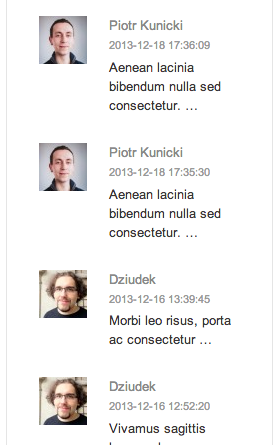 Piotr Kunicki
2013-12-18 17:36:09
Aenean lacinia
bibendum nulla sed
consectetur. …
Piotr Kunicki
2013-12-18 17:35:30
Aenean lacinia
bibendum nulla sed
consectetur. …
Dziudek
2013-12-16 13:39:45
Morbi leo risus, porta
ac consectetur …
Dziudek
2013-12-16 12:52:20
Vivamus sagittis